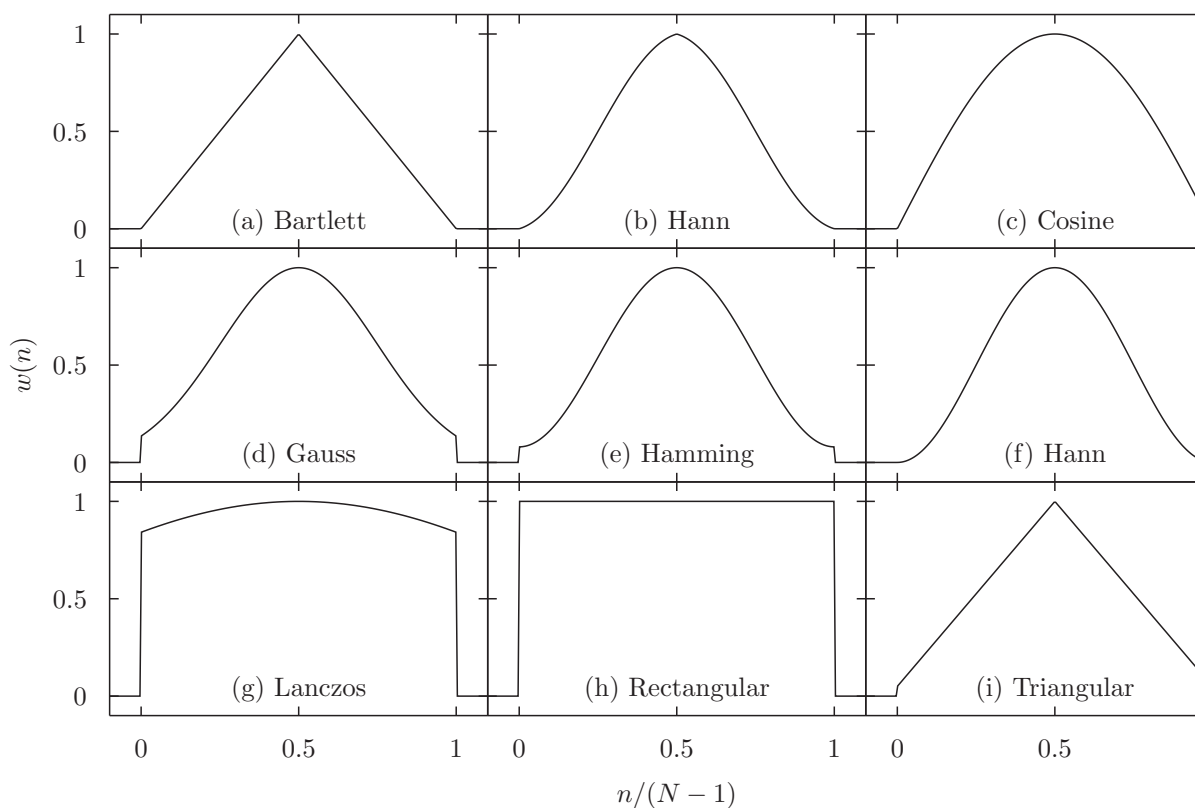 1
0.5
(a) Bartlett
(b) Hann
(c) Cosine
0
1
w(n)
0.5
(d) Gauss
(e) Hamming
(f) Hann
0
1
0.5
(g) Lanczos
(h) Rectangular
(i) Triangular
0
0 0.5 1 0 0.5 1 0 0.5
n/(N − 1)